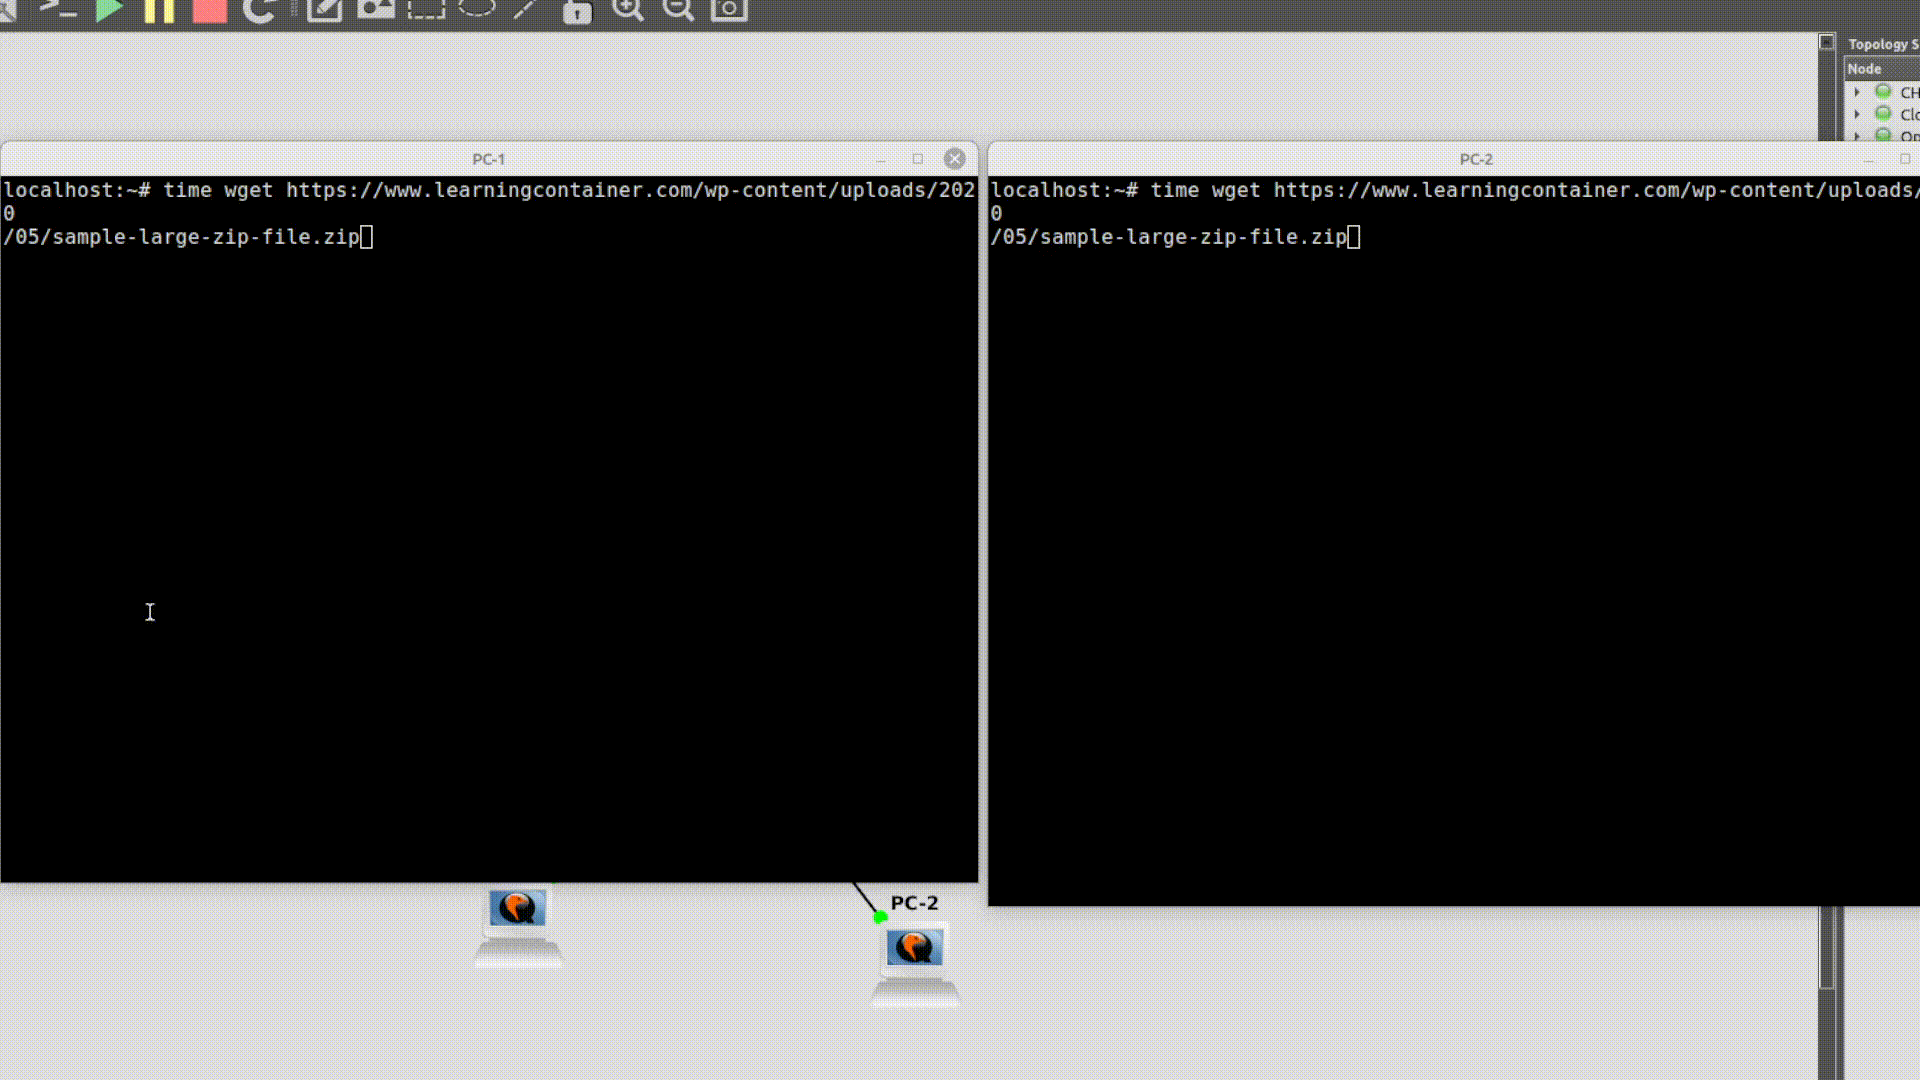 Topology S
Node
CH
Clo
Op
PC-1
localhost:~# time wget https://www.learningcontainer.com/wp-content/uploads/202
0
/05/sample-large-zip-file.zip
PC-2
localhost:~# time wget https://www.learningcontainer.com/wp-content/uploads/
0
/05/sample-large-zip-file.zip
PC-2